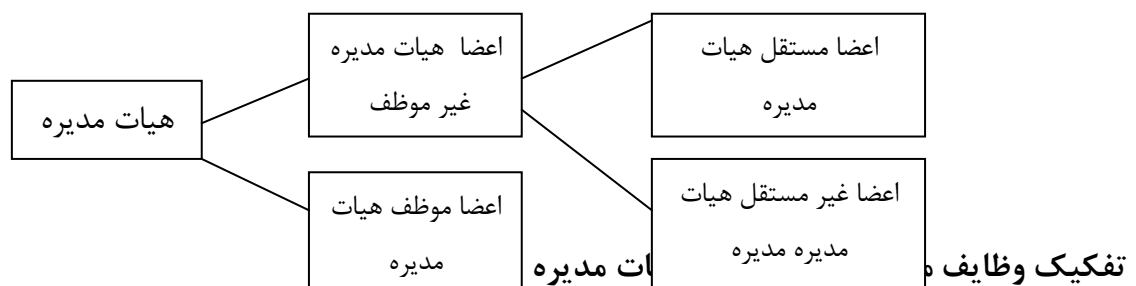 اعضا مستقل هیات
مدیره
اعضا هیات مدیره
غیر موظف
هیات مدیره
اعضا غیر مستقل هیات
مدیره مدیره
اعضا موظف هیات
مدیره
تفکیک وظایف مدیره